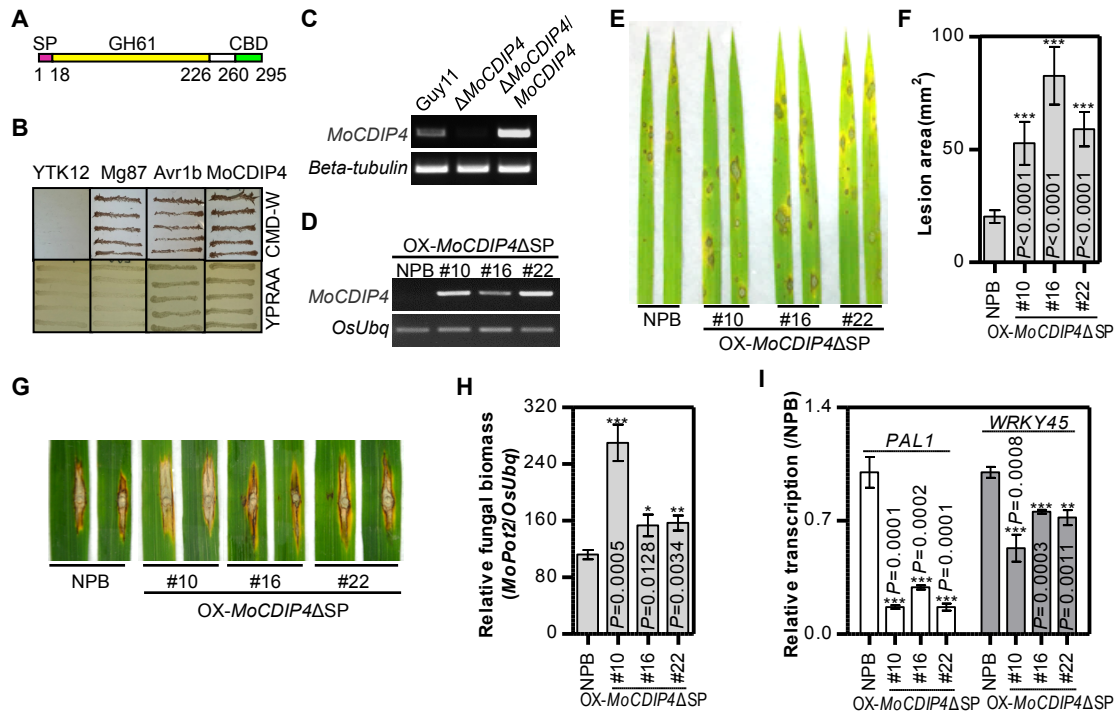 A
SP GH61 CBD
1 18 226 260 295
B
YTK12 Mg87 Avr1b MoCDIP4
CMD-W
YPRAA
C
Guy11
ΔMoCDIP4
ΔMoCDIP4/
MoCDIP4
MoCDIP4
Beta-tubulin
D
OX-MoCDIP4ΔSP
NPB #10 #16 #22
MoCDIP4
OsUbq
E
NPB #10 #16 #22
OX-MoCDIP4ΔSP
F
Lesion area(mm²)
100
50
0
***
***
***
P<0.0001
P<0.0001
P<0.0001
NPB
#10
#16
#22
OX-MoCDIP4ΔSP
G
NPB #10 #16 #22
OX-MoCDIP4ΔSP
H
Relative fungal biomass
(MoPot2/OsUbq)
320
240
160
80
0
***
*
**
P=0.0005
P=0.0128
P=0.0034
NPB
#10
#16
#22
OX-MoCDIP4ΔSP
I
Relative transcription (/NPB)
1.4
0.7
0.0
PAL1
WRKY45
P=0.0001
P=0.0002
P=0.0001
P=0.0008
P=0.0003
P=0.0011
***
***
***
***
***
**
NPB
#10
#16
#22
NPB
#10
#16
#22
OX-MoCDIP4ΔSP OX-MoCDIP4ΔSP